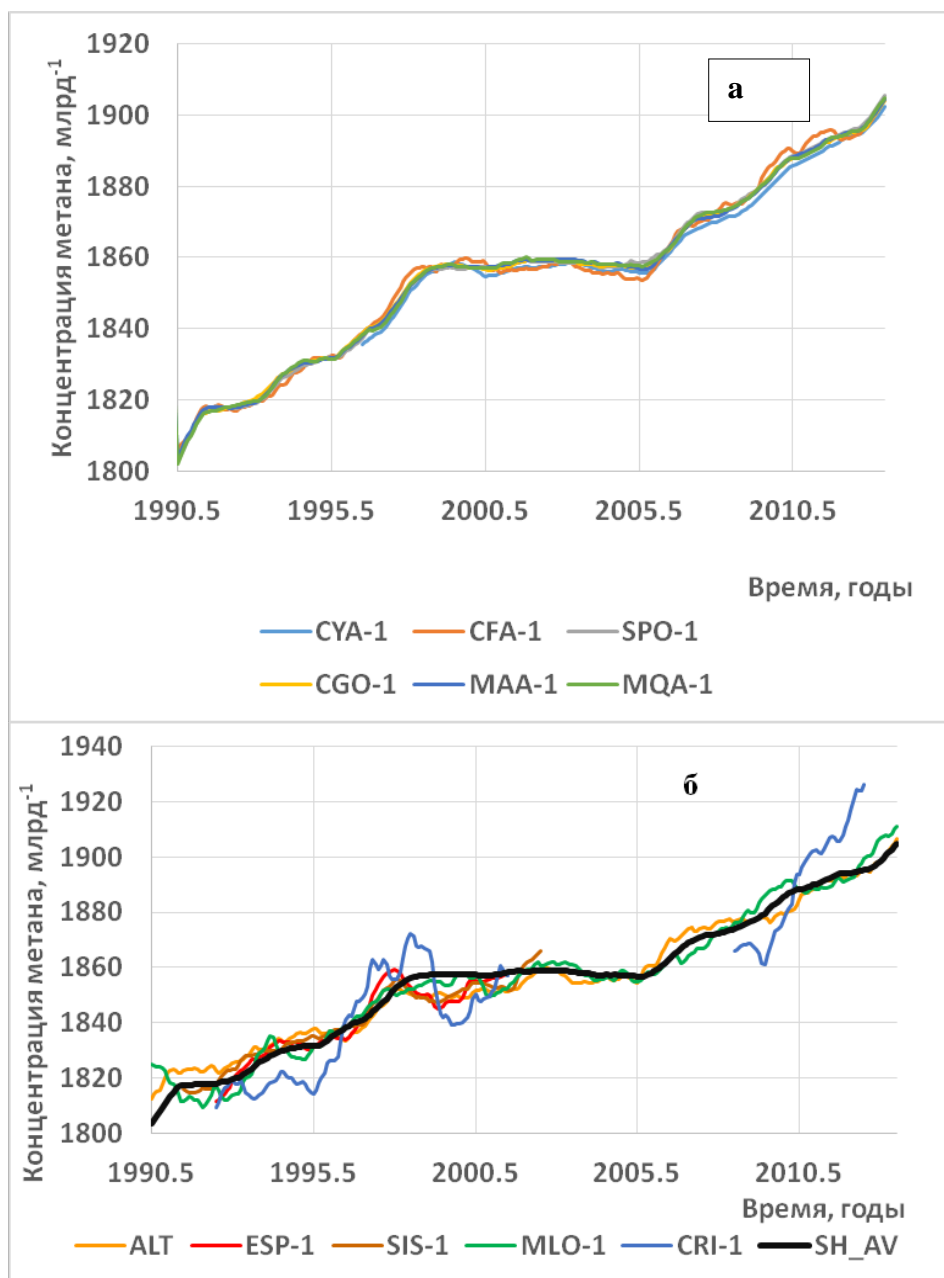 1920
а
1900
1880
1860
1840
1820
1800
Концентрация метана, млрд-1
1990.5 1995.5 2000.5 2005.5 2010.5
Время, годы
CYA-1 CFA-1 SPO-1
CGO-1 MAA-1 MQA-1
1940
б
1920
1900
1880
1860
1840
1820
1800
Концентрация метана, млрд-1
1990.5 1995.5 2000.5 2005.5 2010.5
Время, годы
ALT ESP-1 SIS-1 MLO-1 CRI-1 SH_AV